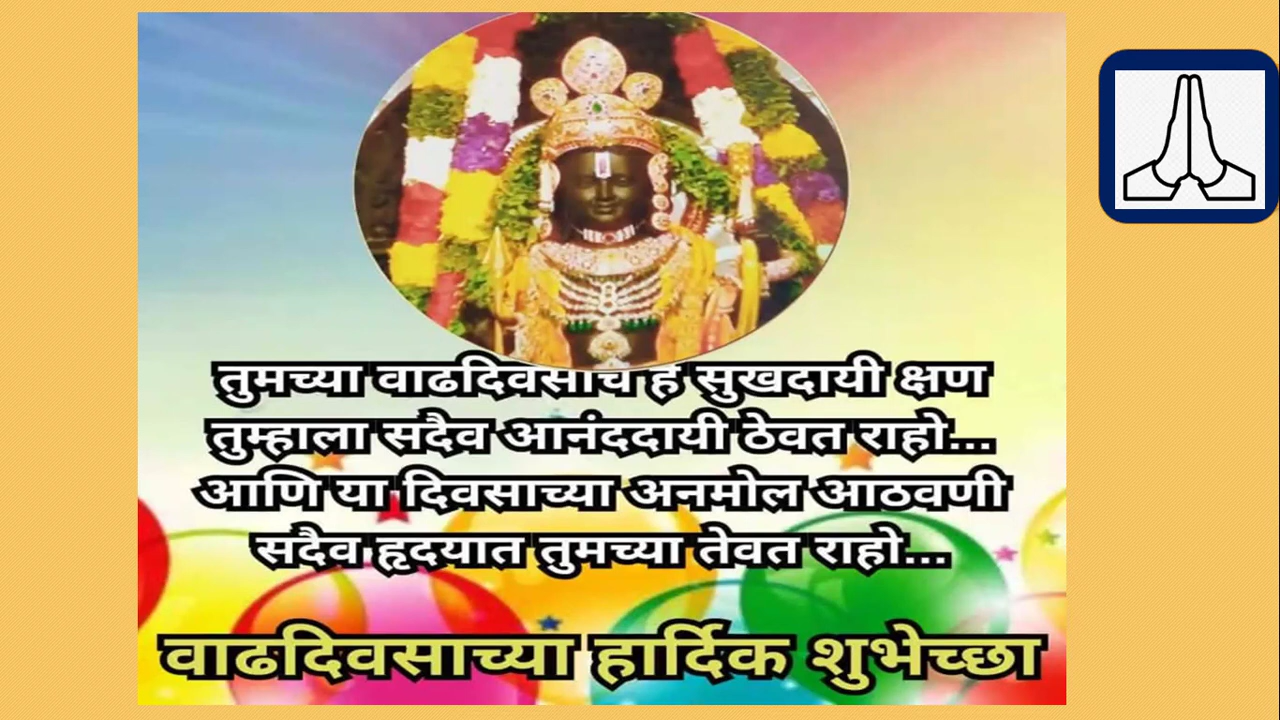 तुमच्या वाढदिवसाचे हे सुखदायी क्षण
तुम्हाला सदैव आनंददायी ठेवत राहो...
आणि या दिवसाच्या अनमोल आठवणी
सदैव हृदयात तुमच्या तेवत राहो...
वाढदिवसाच्या हार्दिक शुभेच्छा